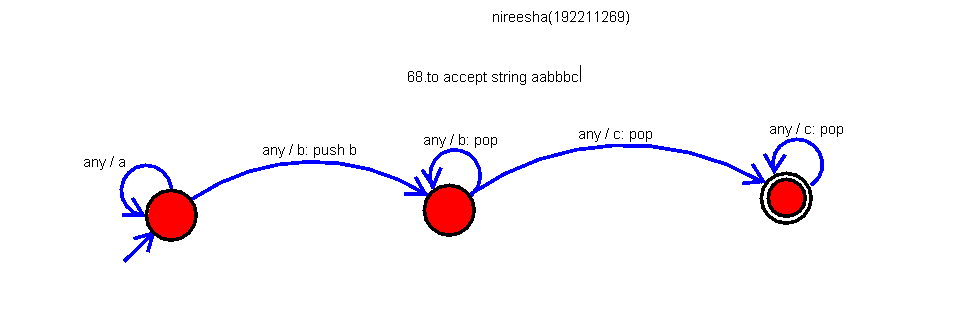 nireesha(192211269)
68.to accept string aabbbc
any / b: pop
any / c: pop
any / c: pop
any / b: push b
any / a